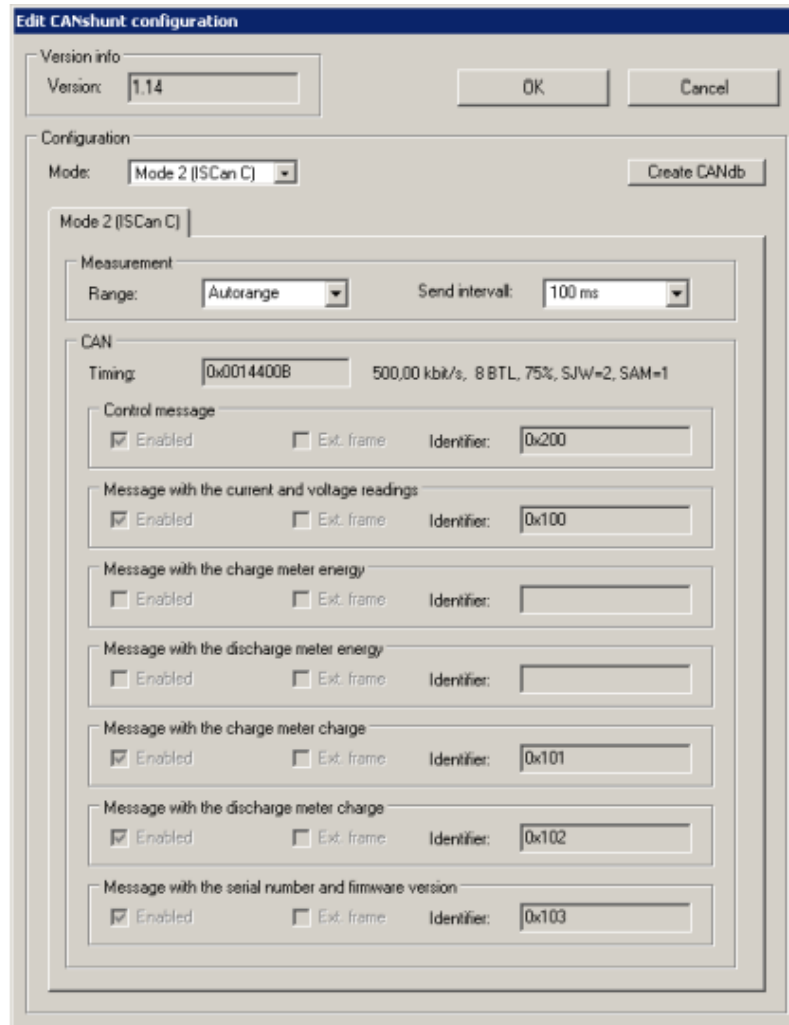 Edit CANshunt configuration
Version info
Version: 1.14 OK Cancel
Configuration
Mode: Mode 2 (ISCan C) Create CANdb
Mode 2 (ISCan C)
Measurement
Range: Autorange Send intervall: 100 ms
CAN
Timing: 0x0014400B 500,00 kbit/s, 8 BTL, 75%, SJW=2, SAM=1
Control message
Enabled Ext. frame Identifier: 0x200
Message with the current and voltage readings
Enabled Ext. frame Identifier: 0x100
Message with the charge meter energy
Enabled Ext. frame Identifier:
Message with the discharge meter energy
Enabled Ext. frame Identifier:
Message with the charge meter charge
Enabled Ext. frame Identifier: 0x101
Message with the discharge meter charge
Enabled Ext. frame Identifier: 0x102
Message with the serial number and firmware version
Enabled Ext. frame Identifier: 0x103